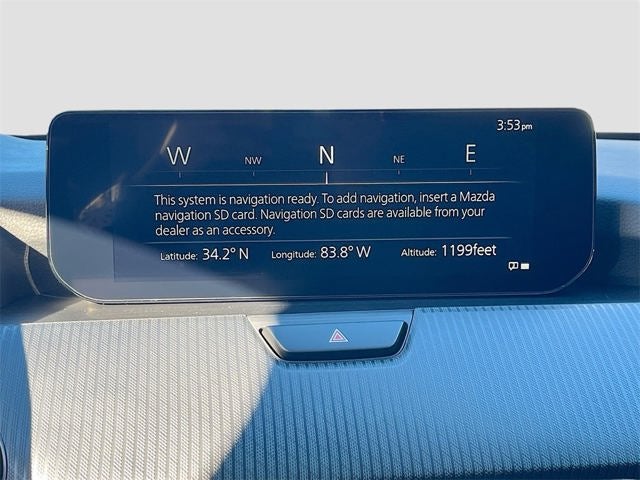 3:53pm
W NW N NE E
This system is navigation ready. To add navigation, insert a Mazda
navigation SD card. Navigation SD cards are available from your
dealer as an accessory.
Latitude: 34.2° N Longitude: 83.8° W Altitude: 1199feet